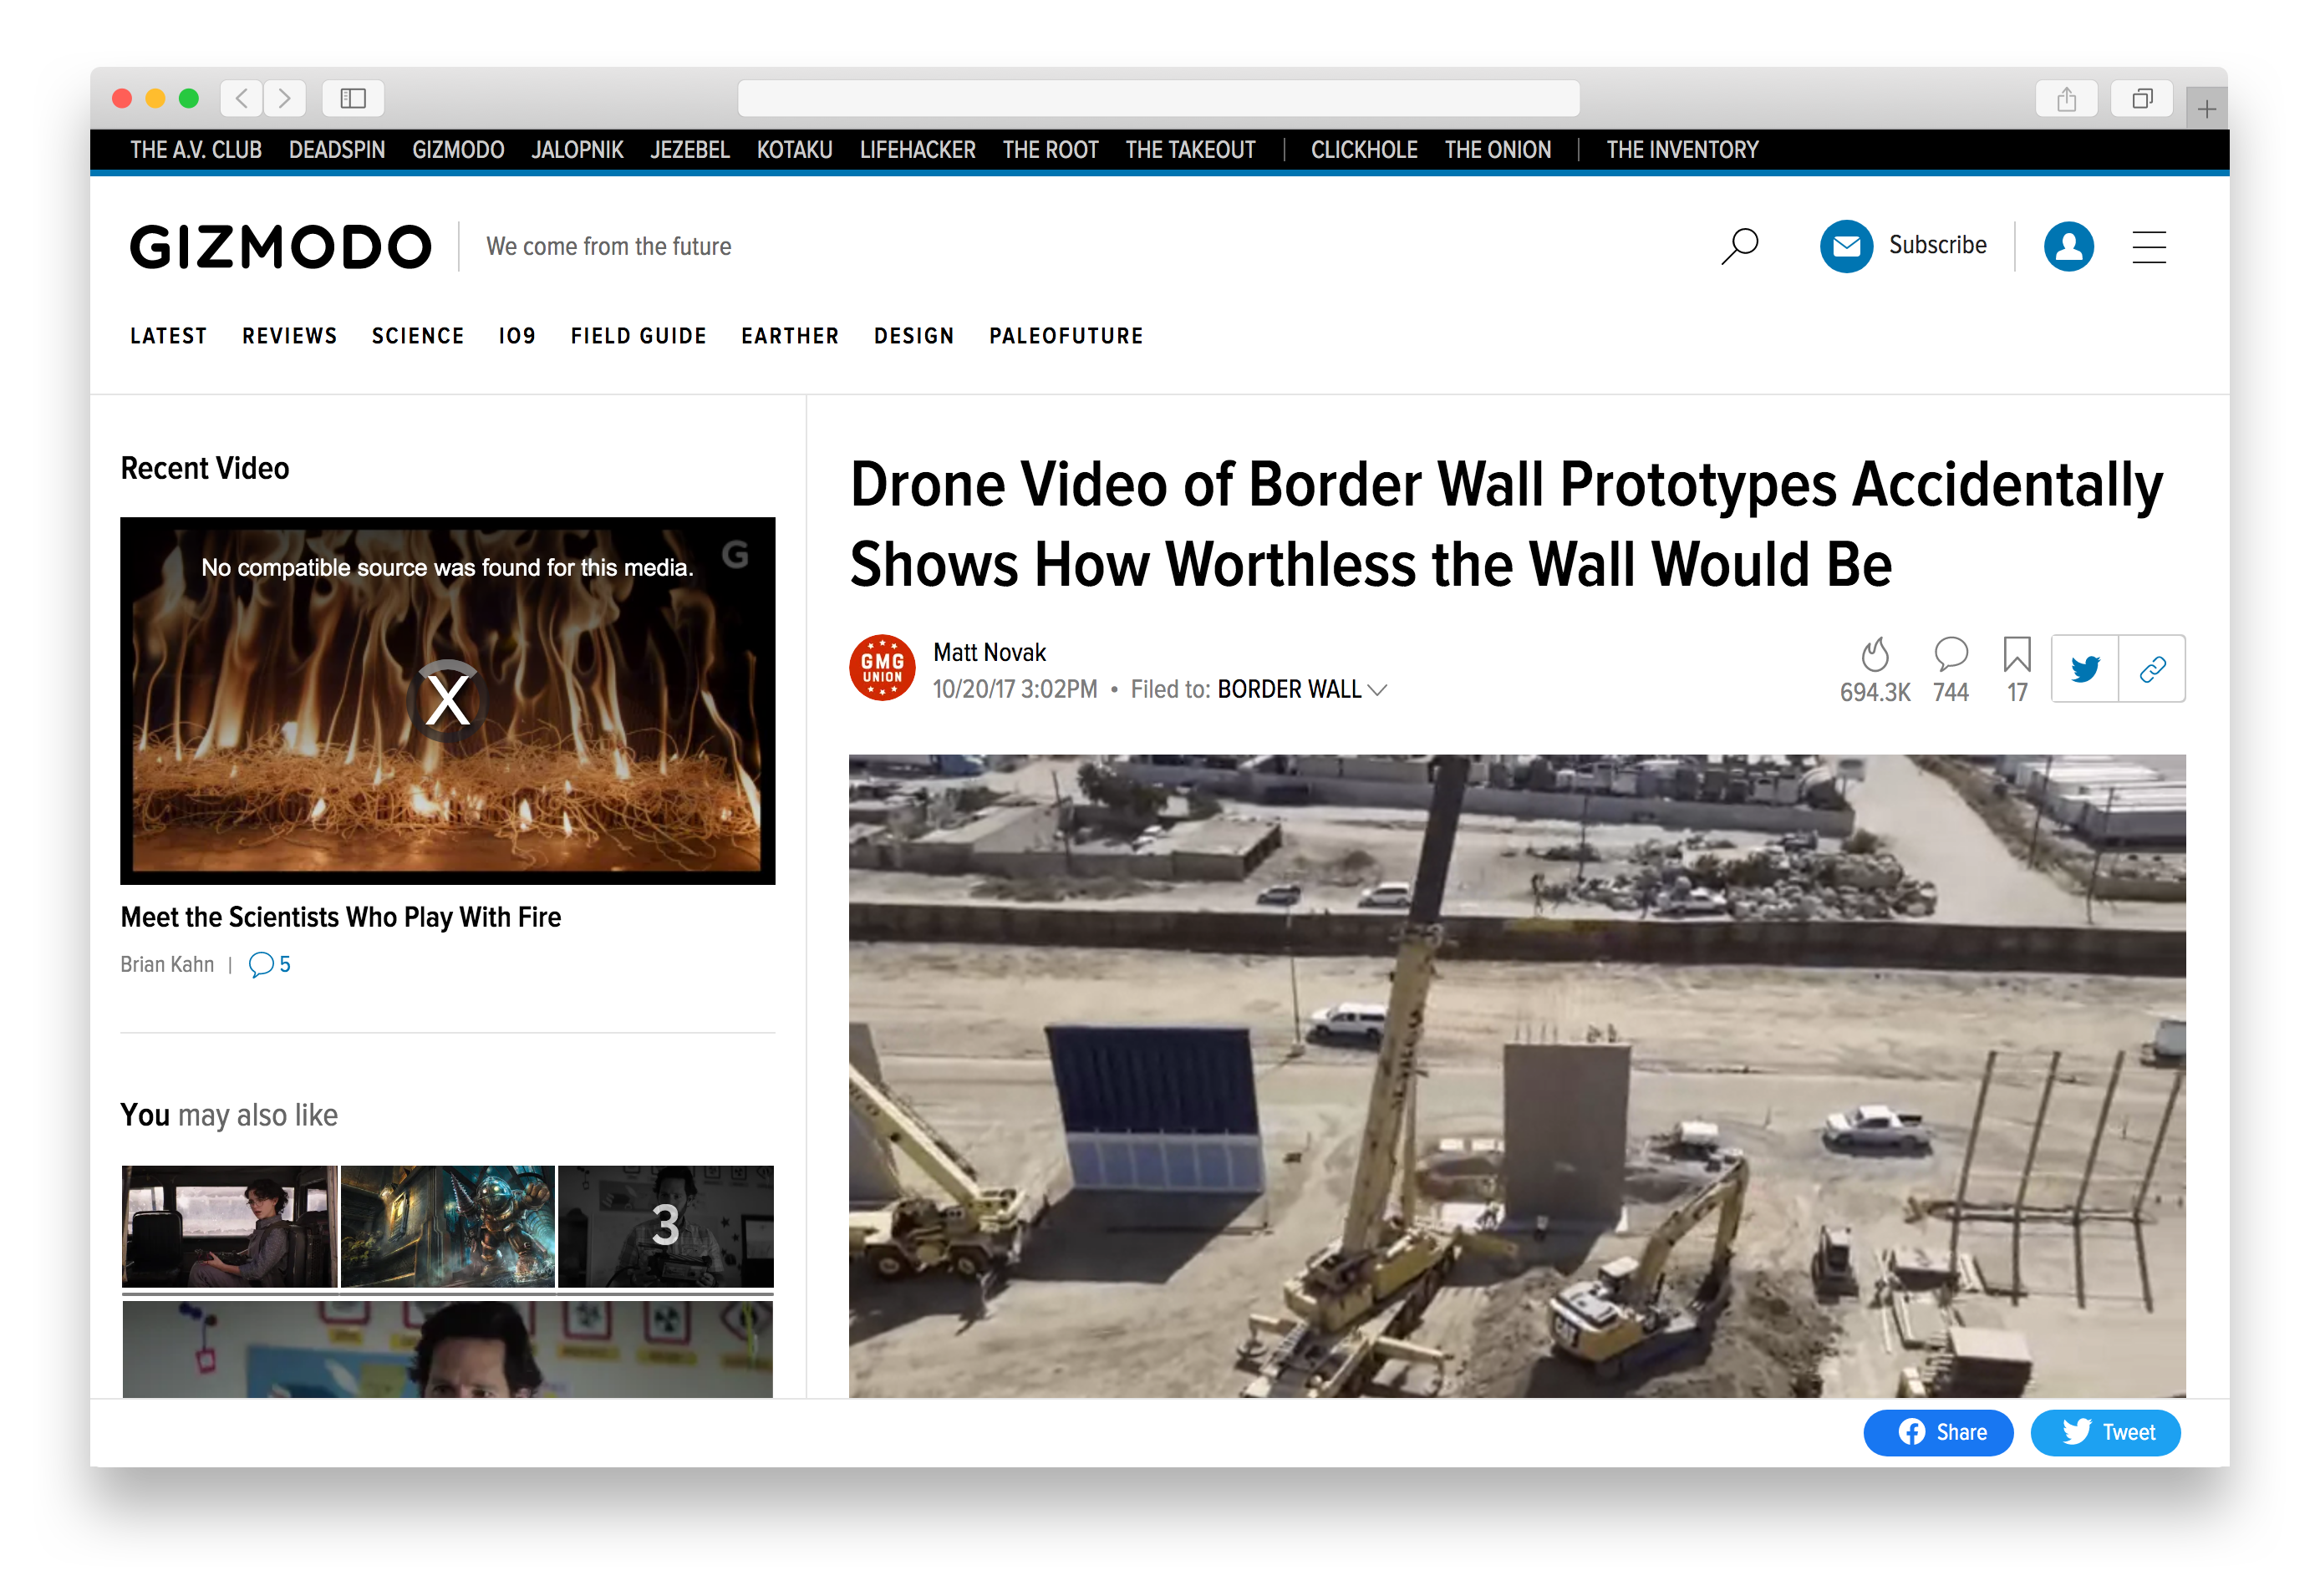 THE A.V. CLUB DEADSPIN GIZMODO JALOPNIK JEZEBEL KOTAKU LIFEHACKER THE ROOT THE TAKEOUT | CLICKHOLE THE ONION | THE INVENTORY
GIZMODO
We come from the future
Subscribe
LATEST REVIEWS SCIENCE IO9 FIELD GUIDE EARTHER DESIGN PALEOFUTURE
Recent Video
No compatible source was found for this media.
G
X
Meet the Scientists Who Play With Fire
Brian Kahn | 5
You may also like
3
Drone Video of Border Wall Prototypes Accidentally
Shows How Worthless the Wall Would Be
GMG
UNION
Matt Novak
10/20/17 3:02PM • Filed to: BORDER WALL
694.3K 744 17
Share
Tweet